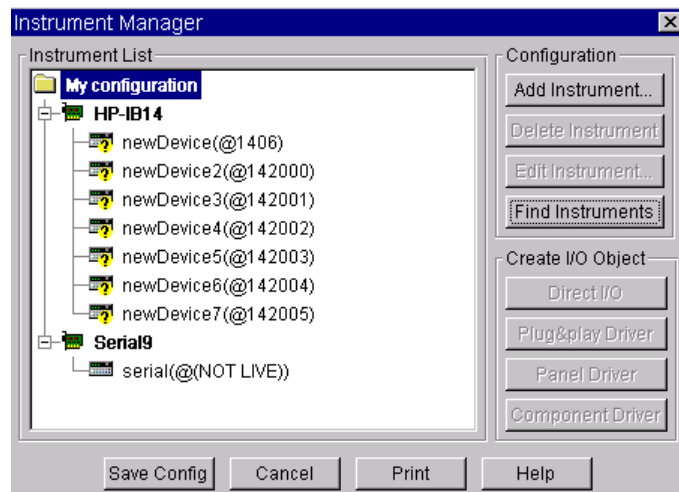 Instrument Manager
Instrument List
My configuration
HP-IB14
newDevice(@1406)
newDevice2(@142000)
newDevice3(@142001)
newDevice4(@142002)
newDevice5(@142003)
newDevice6(@142004)
newDevice7(@142005)
Serial9
serial(@(NOT LIVE))
Configuration
Add Instrument...
Delete Instrument
Edit Instrument...
Find Instruments
Create I/O Object
Direct I/O
Plug&play Driver
Panel Driver
Component Driver
Save Config
Cancel
Print
Help